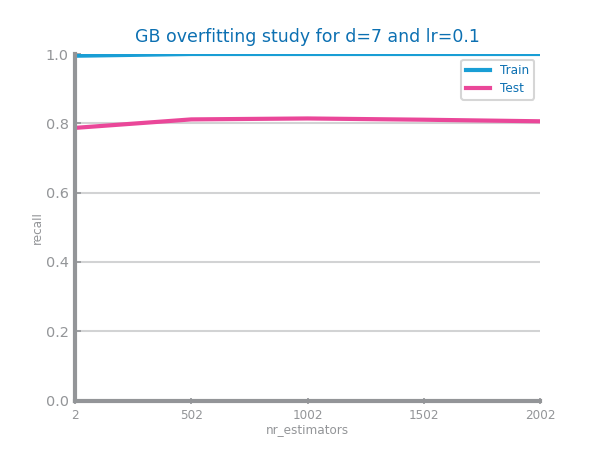 GB overfitting study for d=7 and lr=0.1
1.0
0.8
0.6
0.4
0.2
0.0
recall
Train
Test
2
502
1002
1502
2002
nr_estimators